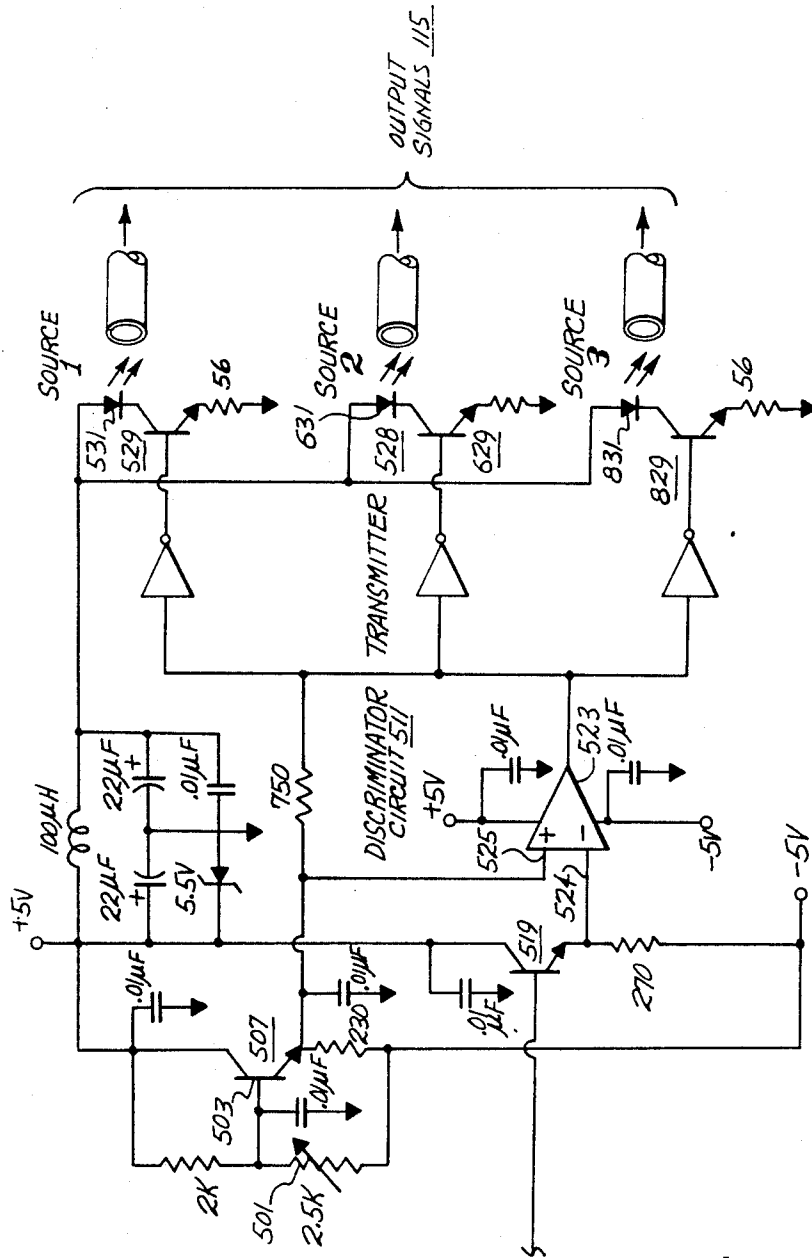 +5V
100µH
22µF
+
22µF
+
.01µF
5.5V
.01µF
2K
503
507
501
2.5K
.01µF
.01µF
230
750
SOURCE
1
531
529
56
OUTPUT
SIGNALS 115
SOURCE
2
631
528
629
TRANSMITTER
SOURCE
3
831
829
56
DISCRIMINATOR
CIRCUIT 511
+5V
.01µF
525
+
-
524
523
.01µF
-5V
.01
µF
519
270
-5V